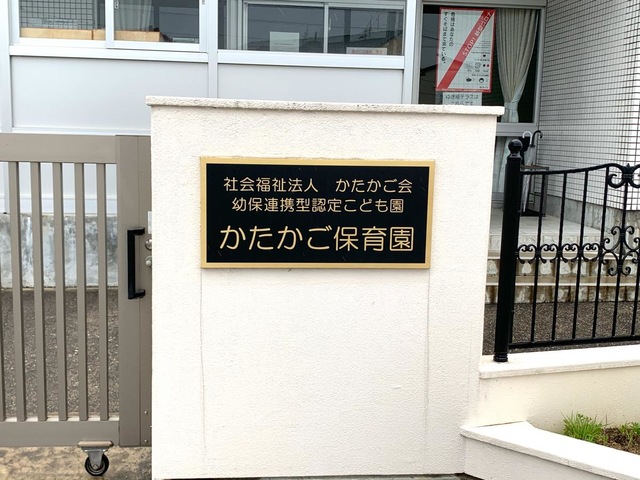 社会福祉法人 かたかご会
幼保連携型認定こども園
かたかご保育園